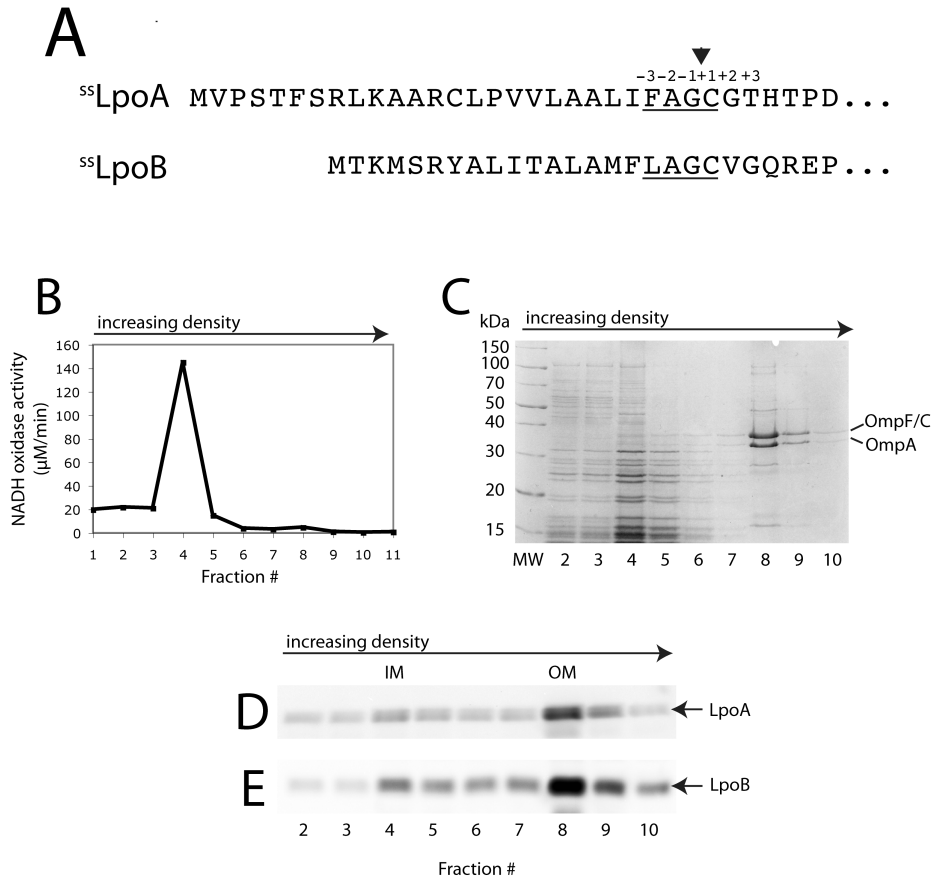 A
-3-2-1+1+2+3
ssLpoA MVPSTFSRLKAARCLPVVLAALIFAGCGTHTPD...
ssLpoB MTKMSRYALITALAMFLAGCVGQREP...
B
increasing density
NADH oxidase activity
(µM/min)
160
140
120
100
80
60
40
20
0
1 2 3 4 5 6 7 8 9 10 11
Fraction #
C
kDa
increasing density
150
100
70
50
40
30
20
15
OmpF/C
OmpA
MW 2 3 4 5 6 7 8 9 10
increasing density
IM OM
D LpoA
E LpoB
2 3 4 5 6 7 8 9 10
Fraction #